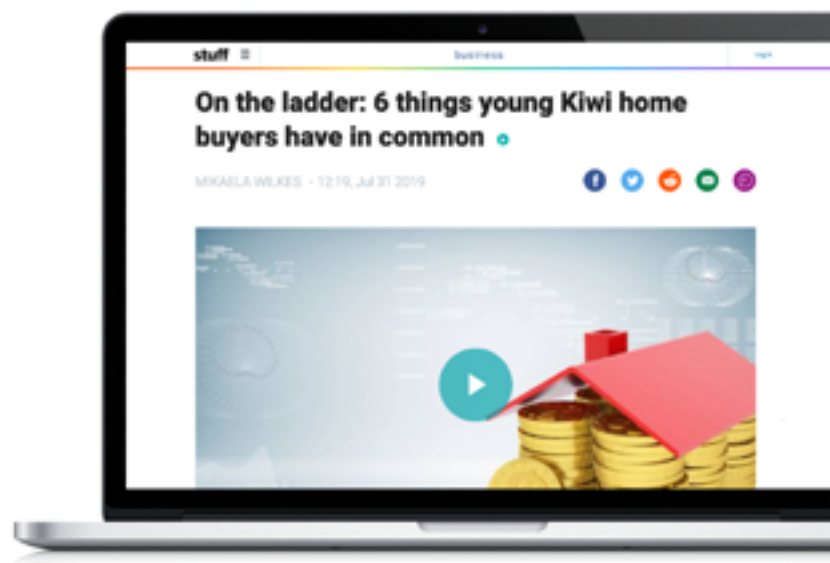 stuff
business
On the ladder: 6 things young Kiwi home
buyers have in common
MIKAELA WILKES • 12:19, Jul 31 2019